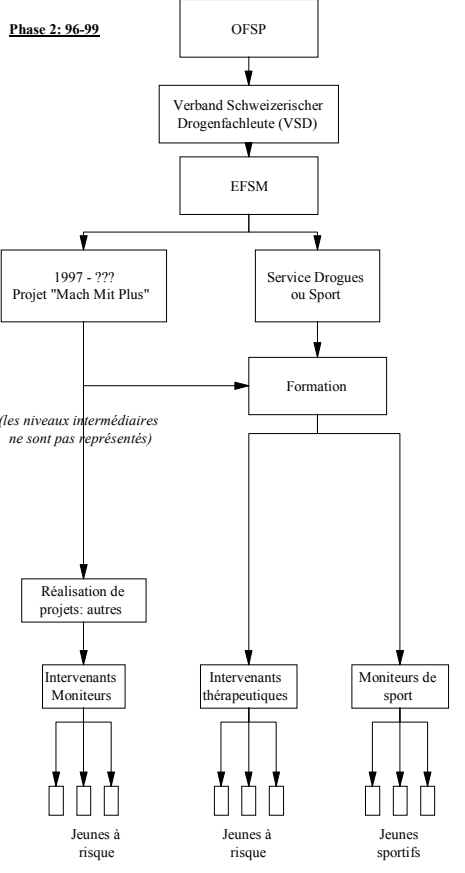 Phase 2: 96-99
OFSP
Verband Schweizerischer
Drogenfachleute (VSD)
EFSM
1997 - ???
Projet "Mach Mit Plus"
Service Drogues
ou Sport
Formation
(les niveaux intermédiaires
ne sont pas représentés)
Réalisation de
projets: autres
Intervenants
Moniteurs
Intervenants
thérapeutiques
Moniteurs de
sport
Jeunes à
risque
Jeunes à
risque
Jeunes
sportifs